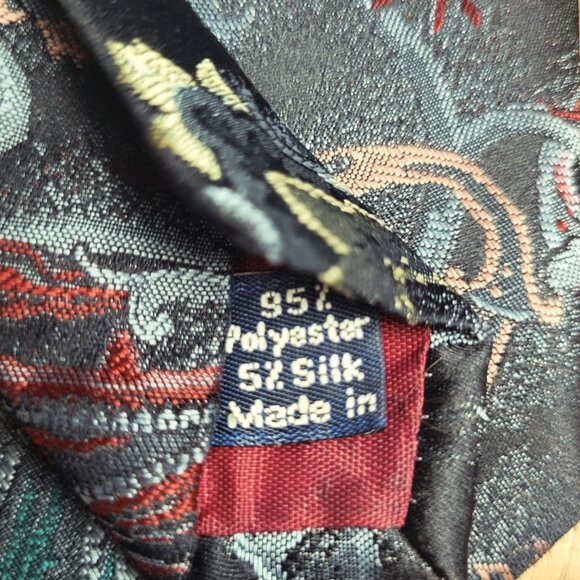 95%
Polyester
5% Silk
Made in